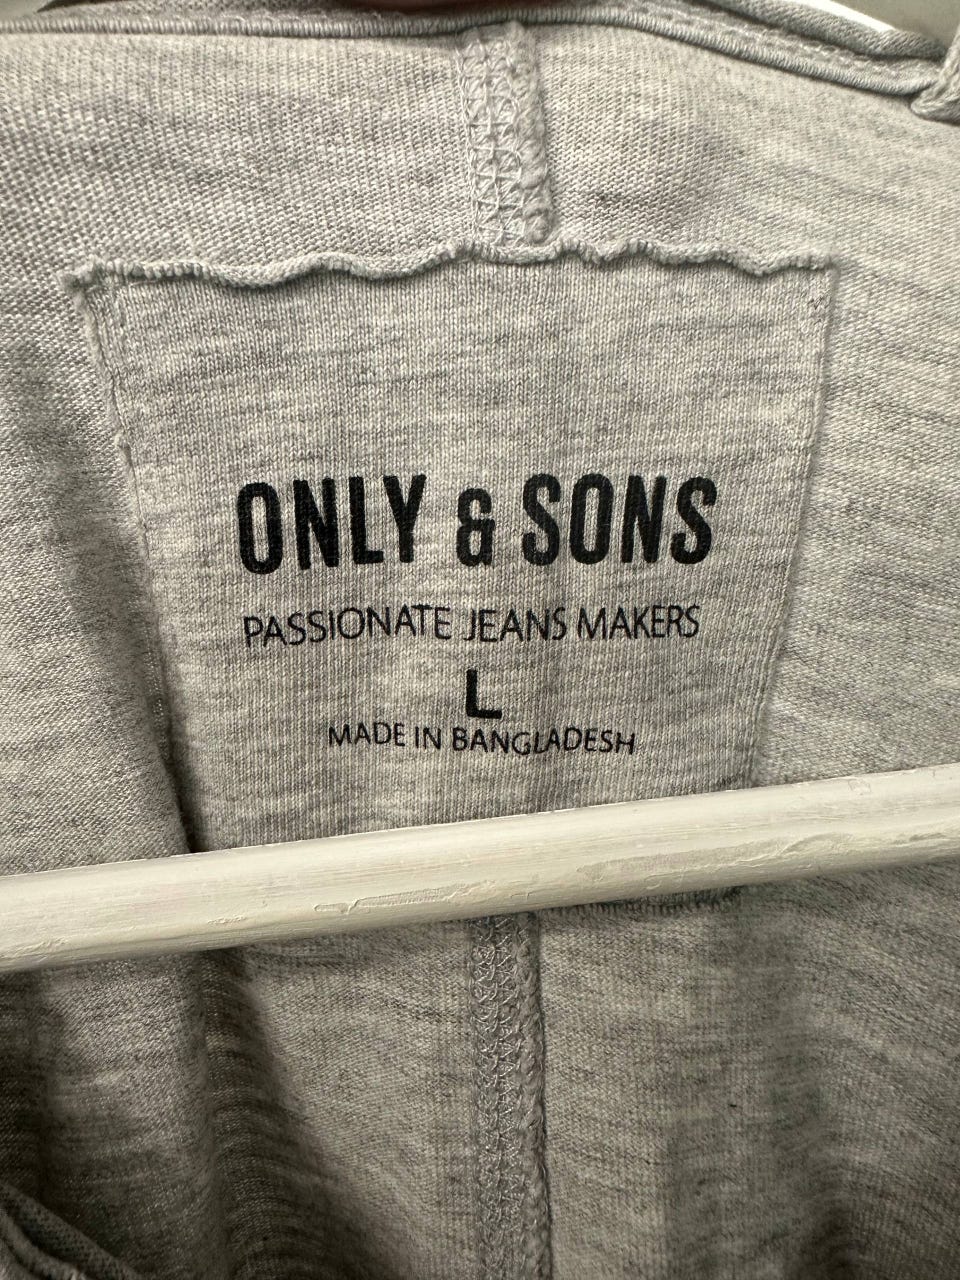 ONLY & SONS
PASSIONATE JEANS MAKERS
L
MADE IN BANGLADESH